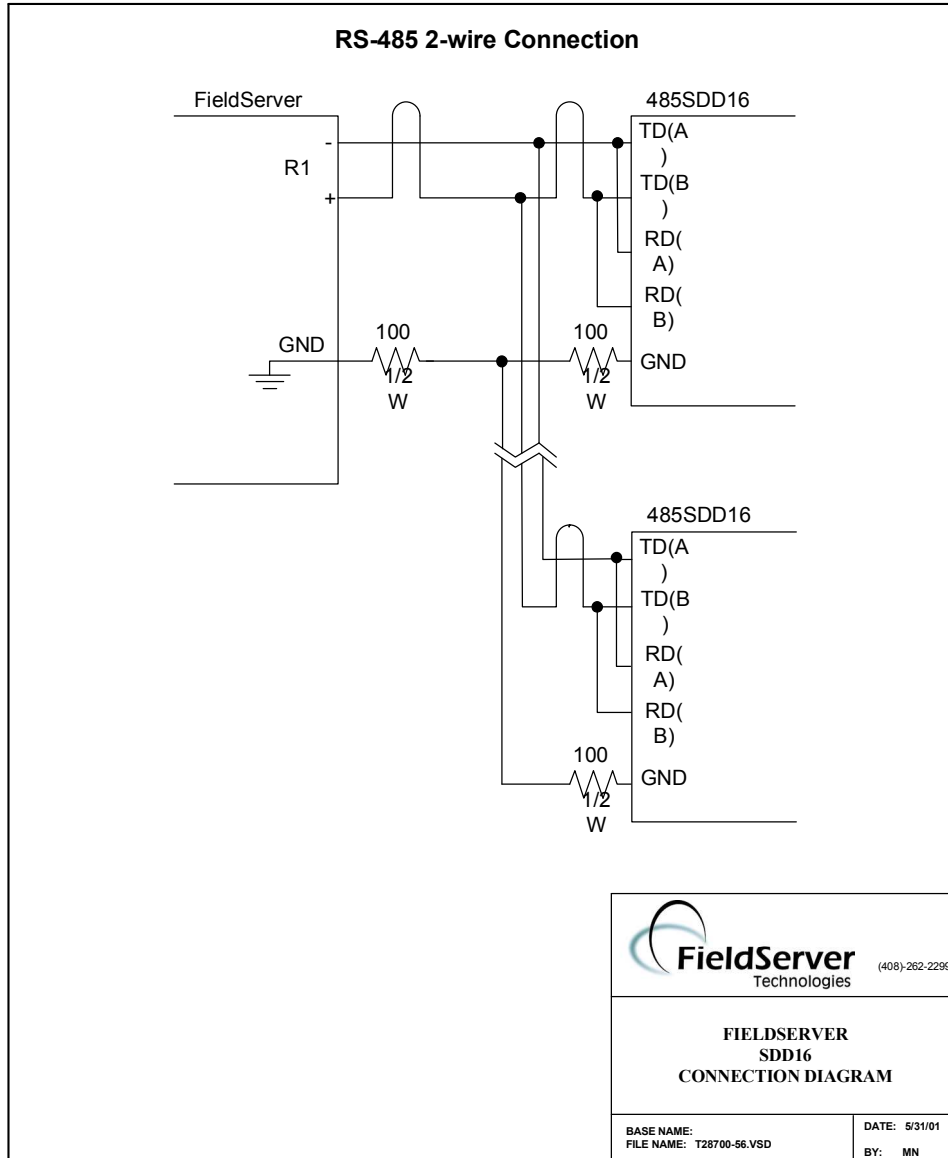 RS-485 2-wire Connection
FieldServer
485SDD16
-
R1
+
TD(A
)
TD(B
)
RD(
A)
RD(
B)
GND
100
1/2
W
100
1/2
W
GND
485SDD16
TD(A
)
TD(B
)
RD(
A)
RD(
B)
100
1/2
W
GND
FieldServer
Technologies
(408)-262-2299
FIELDSERVER
SDD16
CONNECTION DIAGRAM
BASE NAME:
FILE NAME: T28700-56.VSD
DATE: 5/31/01
BY: MN